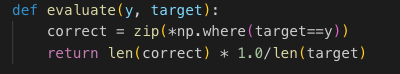 def evaluate(y, target):
    correct = zip(*np.where(target==y))
    return len(correct) * 1.0/len(target)